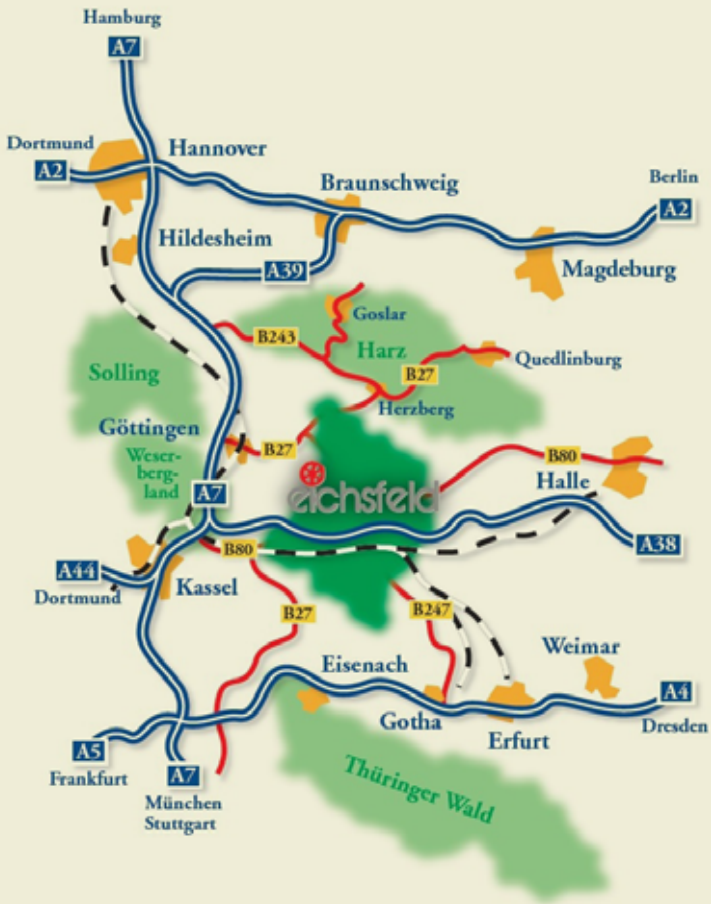 Hamburg
A7
Dortmund
Hannover
A2
Braunschweig
Berlin
A2
Hildesheim
A39
Magdeburg
Goslar
B243
Harz
Quedlinburg
Solling
B27
Herzberg
Göttingen
B27
Weser-
berg-
land
B80
Halle
A7
eichsfeld
B80
A38
A44
Dortmund
Kassel
B27
B247
Weimar
Eisenach
A4
Gotha
Erfurt
Dresden
A5
Frankfurt
A7
München
Stuttgart
Thüringer Wald